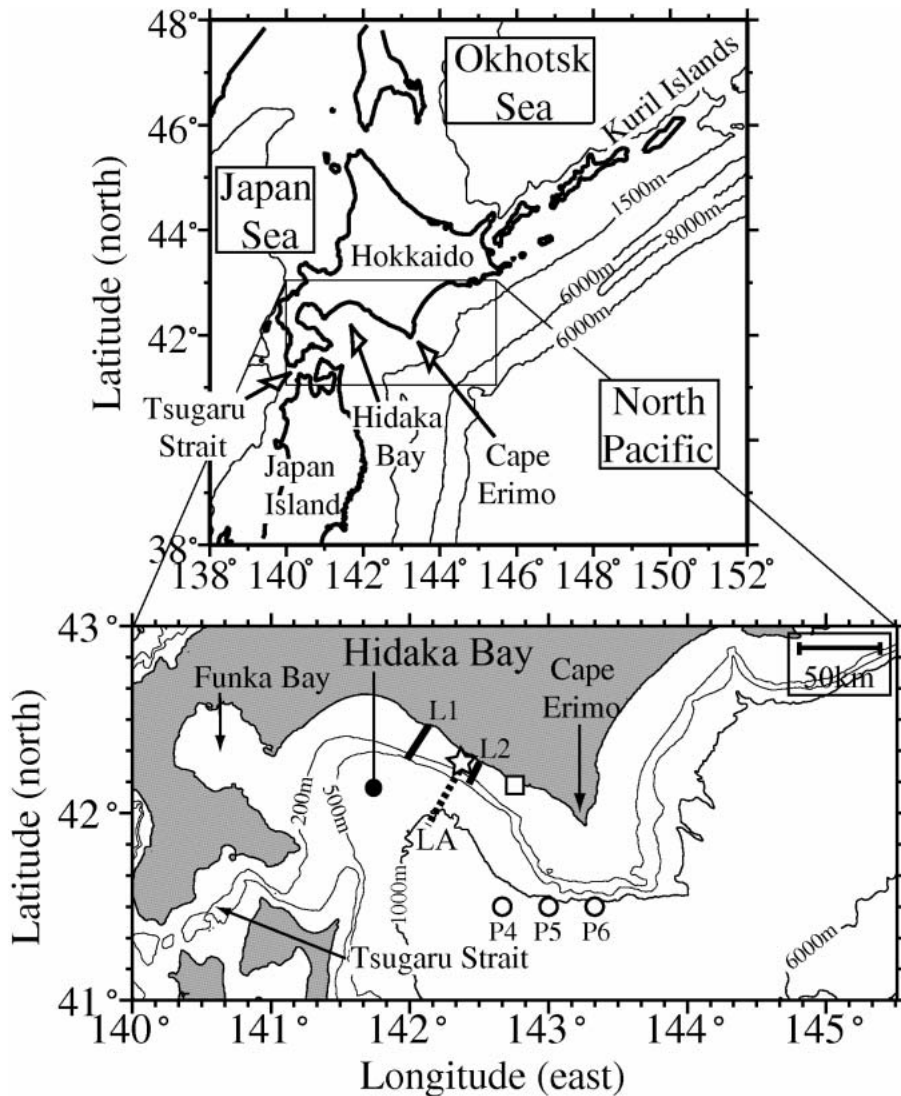 48°
46°
44°
42°
38°
Latitude (north)
Okhotsk
Sea
Kuril Islands
Japan
Sea
Hokkaido
1500m
6000m
8000m
6000m
Tsugaru
Strait
Hidaka
Bay
Cape
Erimo
North
Pacific
Japan
Island
138° 140° 142° 144° 146° 148° 150° 152°
43°
42°
41°
Latitude (north)
Funka Bay
Hidaka Bay
Cape
Erimo
50km
L1
L2
LA
200m
500m
1000m
6000m
P4 P5 P6
Tsugaru Strait
140° 141° 142° 143° 144° 145°
Longitude (east)